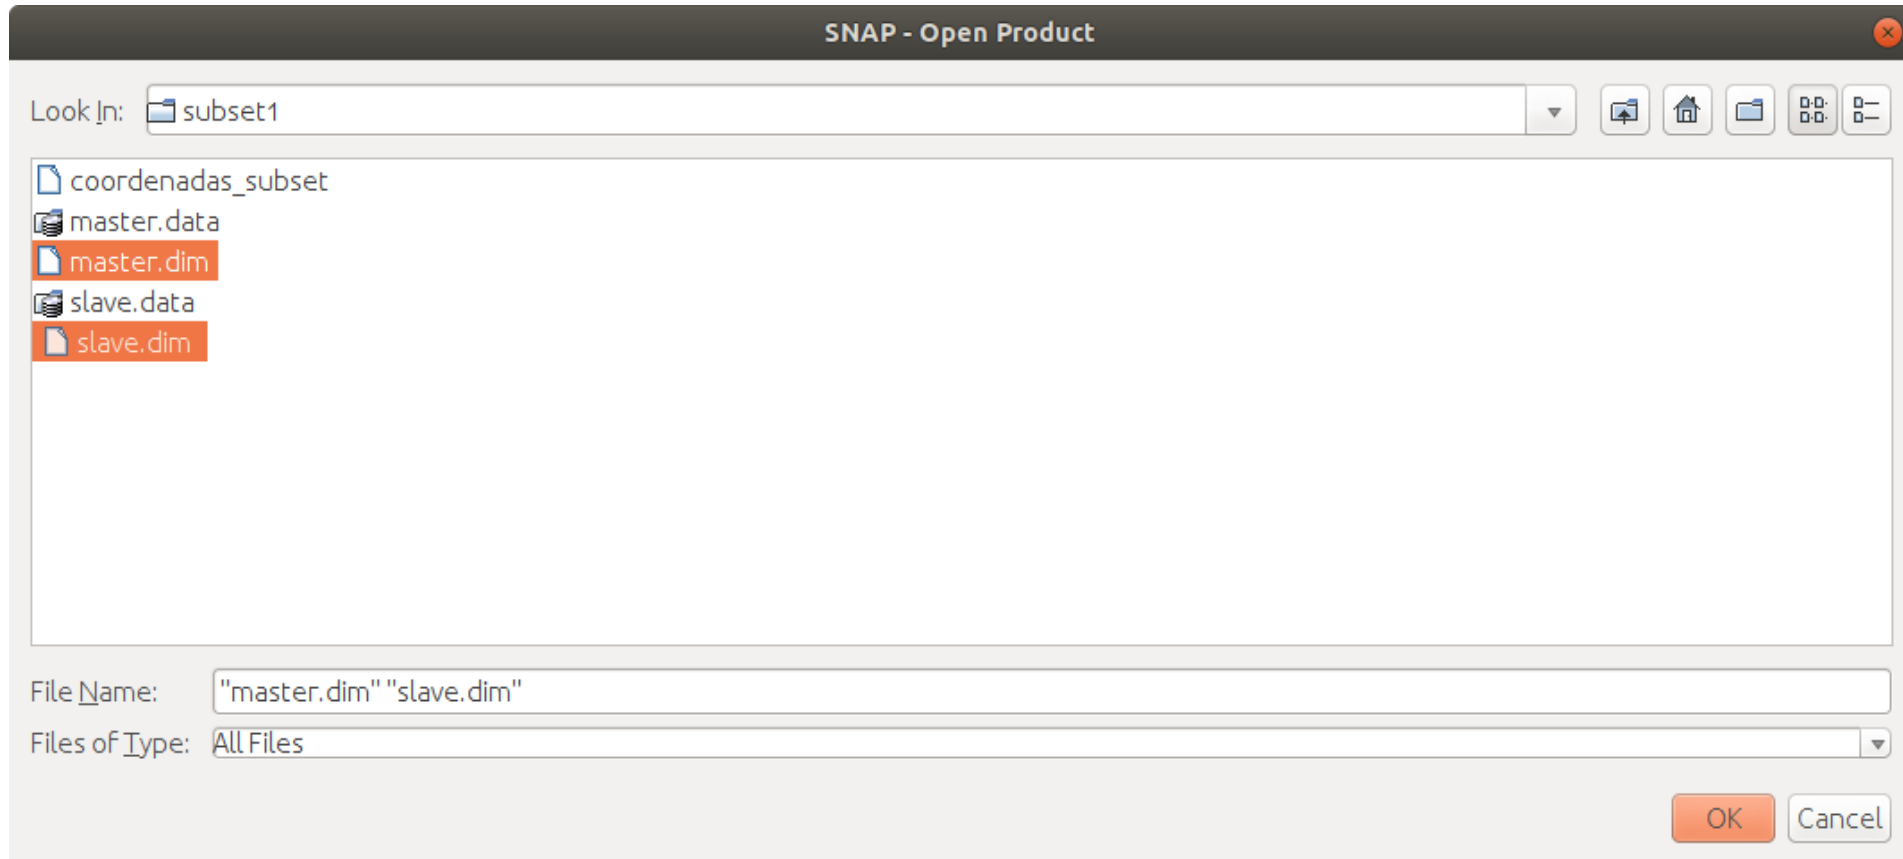 SNAP - Open Product
Look In: subset1
coordenadas_subset
master.data
master.dim
slave.data
slave.dim
File Name: "master.dim" "slave.dim"
Files of Type: All Files
OK Cancel